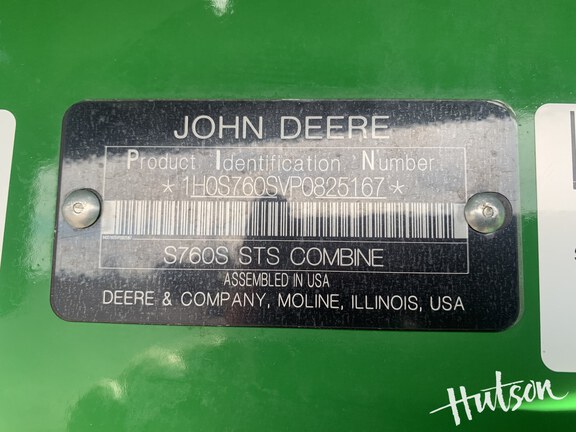 JOHN DEERE
Product Identification Number
*1H0S760SVP0825167*
S760S STS COMBINE
ASSEMBLED IN USA
DEERE & COMPANY, MOLINE, ILLINOIS, USA
Hutson